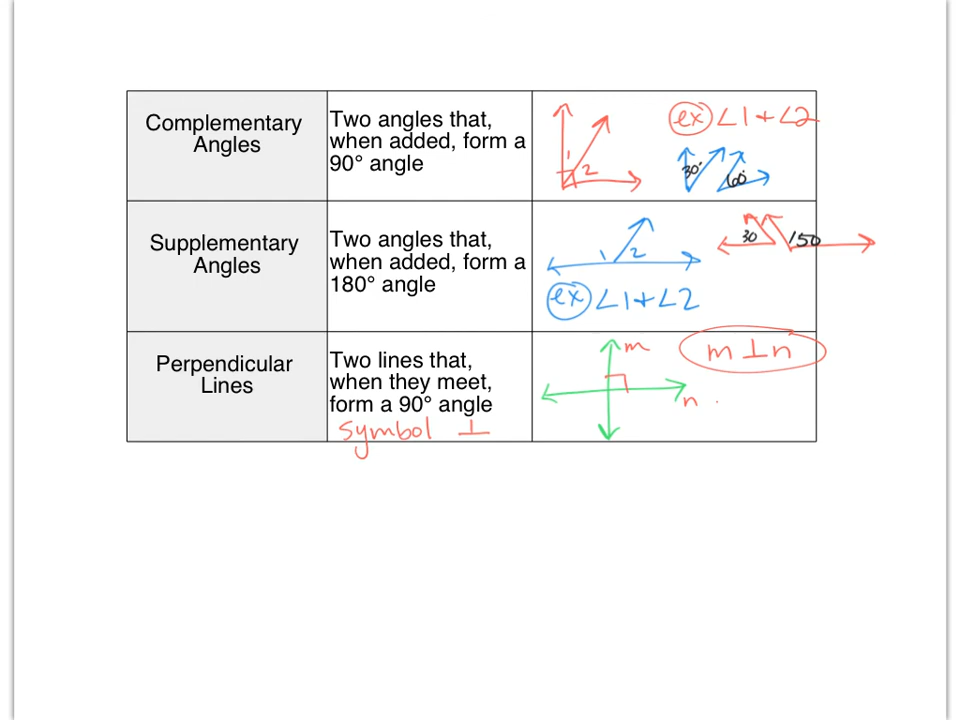 Complementary
Angles
Two angles that,
when added, form a
90° angle
1
2
ex ∠1+∠2
30°
60°
Supplementary
Angles
Two angles that,
when added, form a
180° angle
1
2
ex ∠1+∠2
30
150
Perpendicular
Lines
Two lines that,
when they meet,
form a 90° angle
symbol ⊥
m
n
m ⊥ n